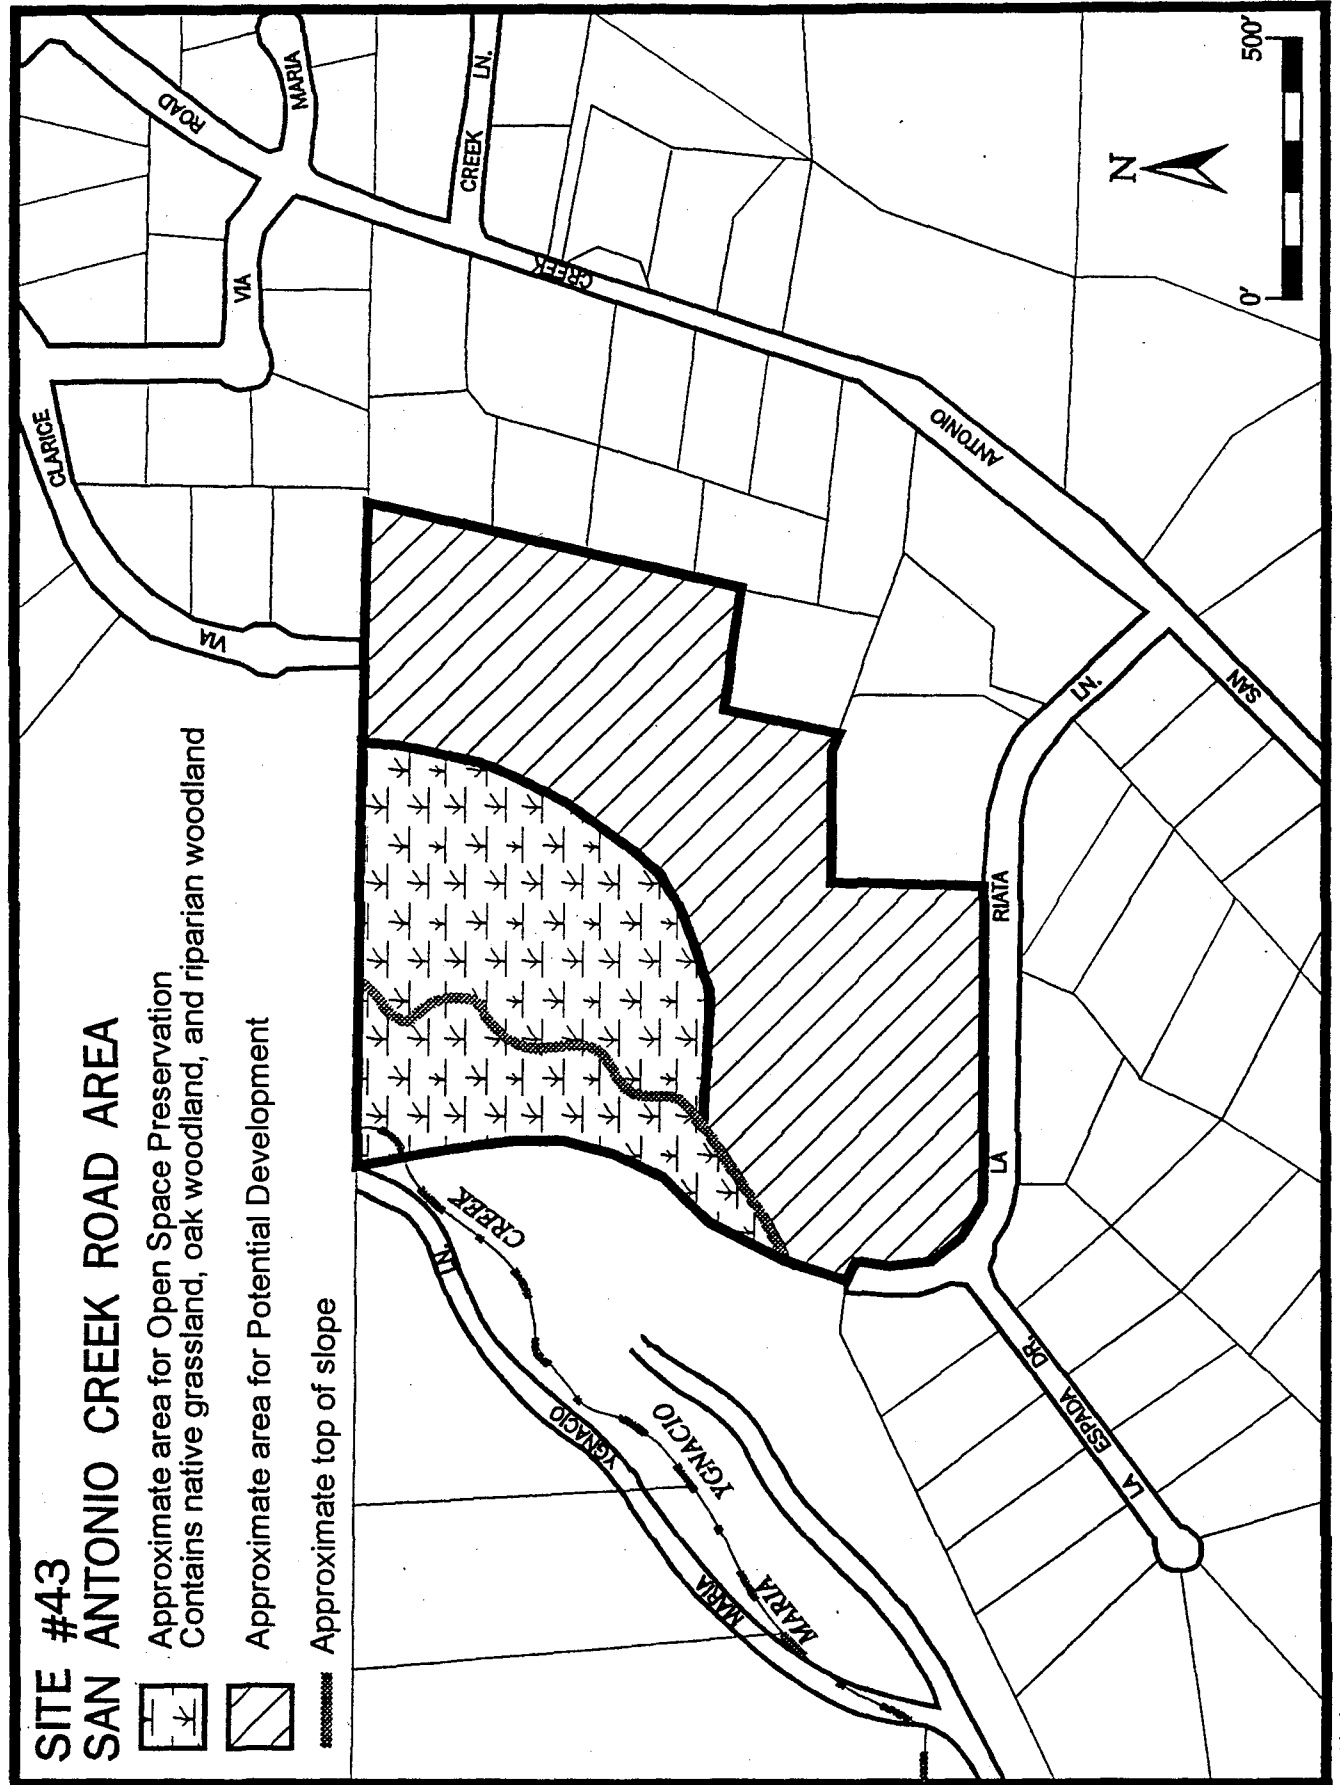 SITE #43
SAN ANTONIO CREEK ROAD AREA
Approximate area for Open Space Preservation
Contains native grassland, oak woodland, and riparian woodland
Approximate area for Potential Development
Approximate top of slope
CLARICE
VIA
VIA
MARIA
ROAD
CREEK LN.
CREEK
ANTONIO
SAN
LA RIATA LN.
LA ESPADA DR.
MARIA YGNACIO LN.
MARIA YGNACIO CREEK
N
0'
500'